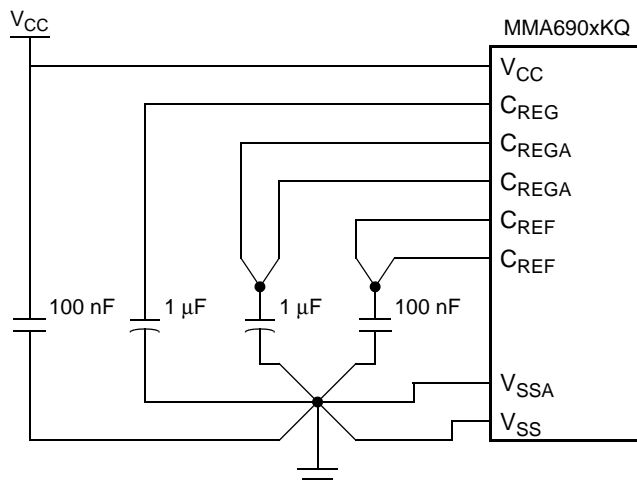 V_CC
MMA690xKQ
V_CC
C_REG
C_REGA
C_REGA
C_REF
C_REF
100 nF
1 μF
1 μF
100 nF
V_SSA
V_SS